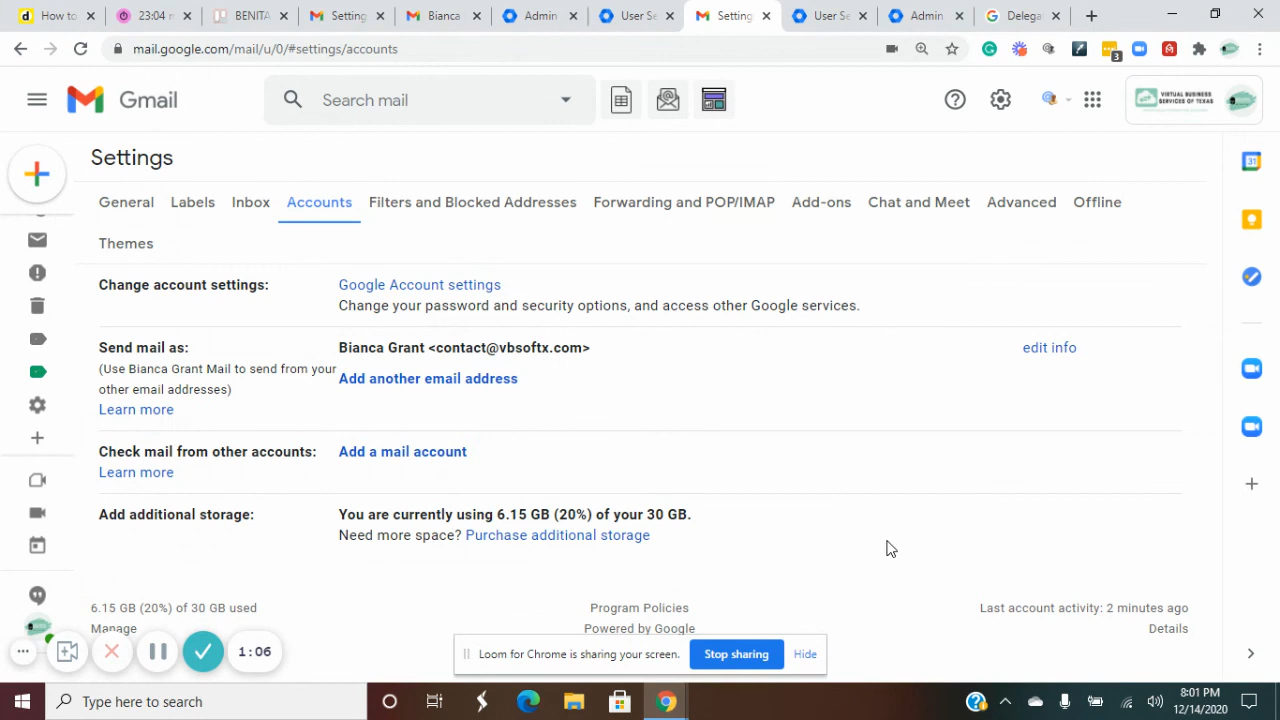 How to
23:04 m
BENITA
Setting
Bianca
Admin
User Se
Setting
User Se
Admin
Delega
mail.google.com/mail/u/0/#settings/accounts
3
Gmail
Search mail
VIRTUAL BUSINESS
SERVICES OF TEXAS
Settings
General Labels Inbox Accounts Filters and Blocked Addresses Forwarding and POP/IMAP Add-ons Chat and Meet Advanced Offline
Themes
31
Change account settings: Google Account settings
Change your password and security options, and access other Google services.
Send mail as: Bianca Grant <contact@vbsoftx.com> edit info
(Use Bianca Grant Mail to send from your
other email addresses)
Add another email address
Learn more
Check mail from other accounts: Add a mail account
Learn more
Add additional storage: You are currently using 6.15 GB (20%) of your 30 GB.
Need more space? Purchase additional storage
6.15 GB (20%) of 30 GB used
Manage
Program Policies
Powered by Google
Last account activity: 2 minutes ago
Details
1:06
Loom for Chrome is sharing your screen. Stop sharing Hide
Type here to search
8:01 PM
12/14/2020